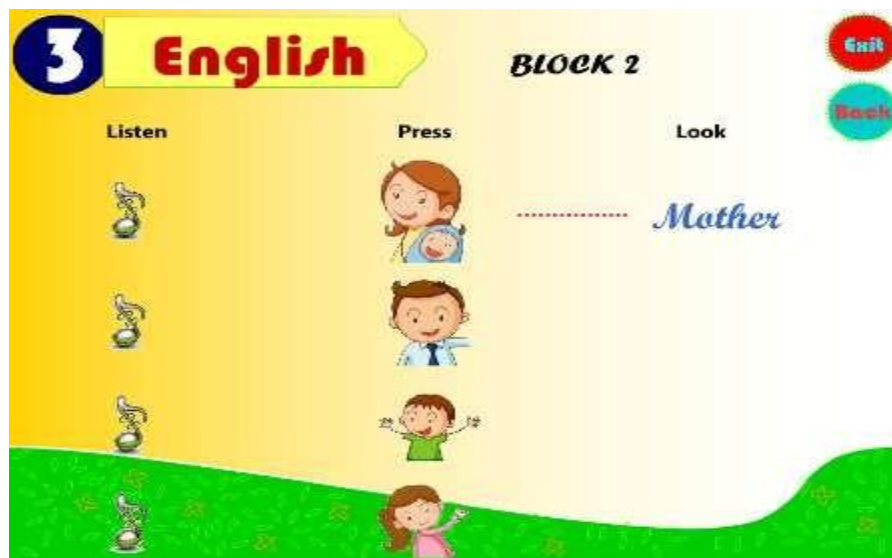 3 English
BLOCK 2
Exit
Back
Listen Press Look
Mother